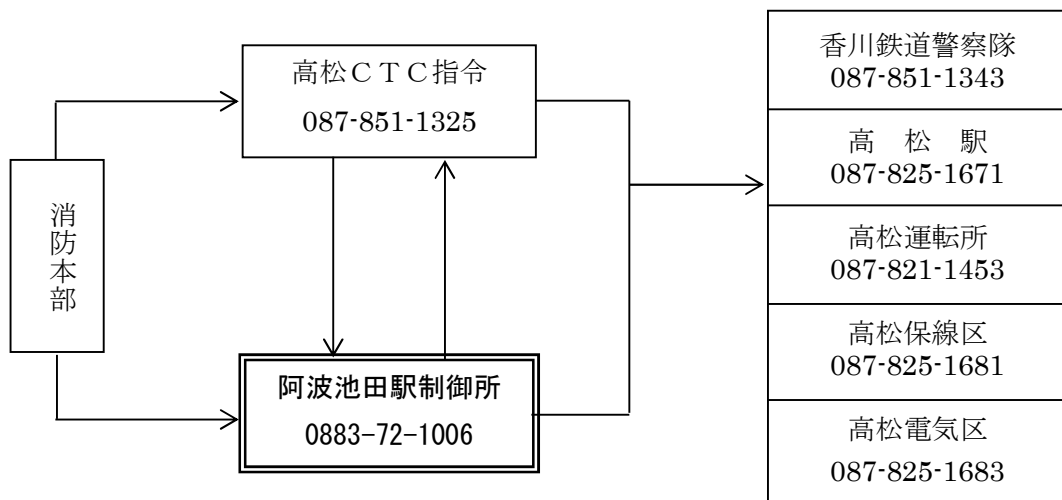 消防本部
高松ＣＴＣ指令
087-851-1325
阿波池田駅制御所
0883-72-1006
香川鉄道警察隊
087-851-1343
高　松　駅
087-825-1671
高松運転所
087-821-1453
高松保線区
087-825-1681
高松電気区
087-825-1683